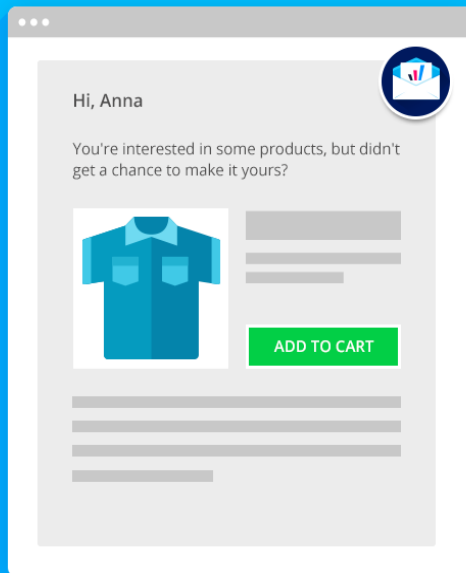 Hi, Anna
You're interested in some products, but didn't
get a chance to make it yours?
ADD TO CART